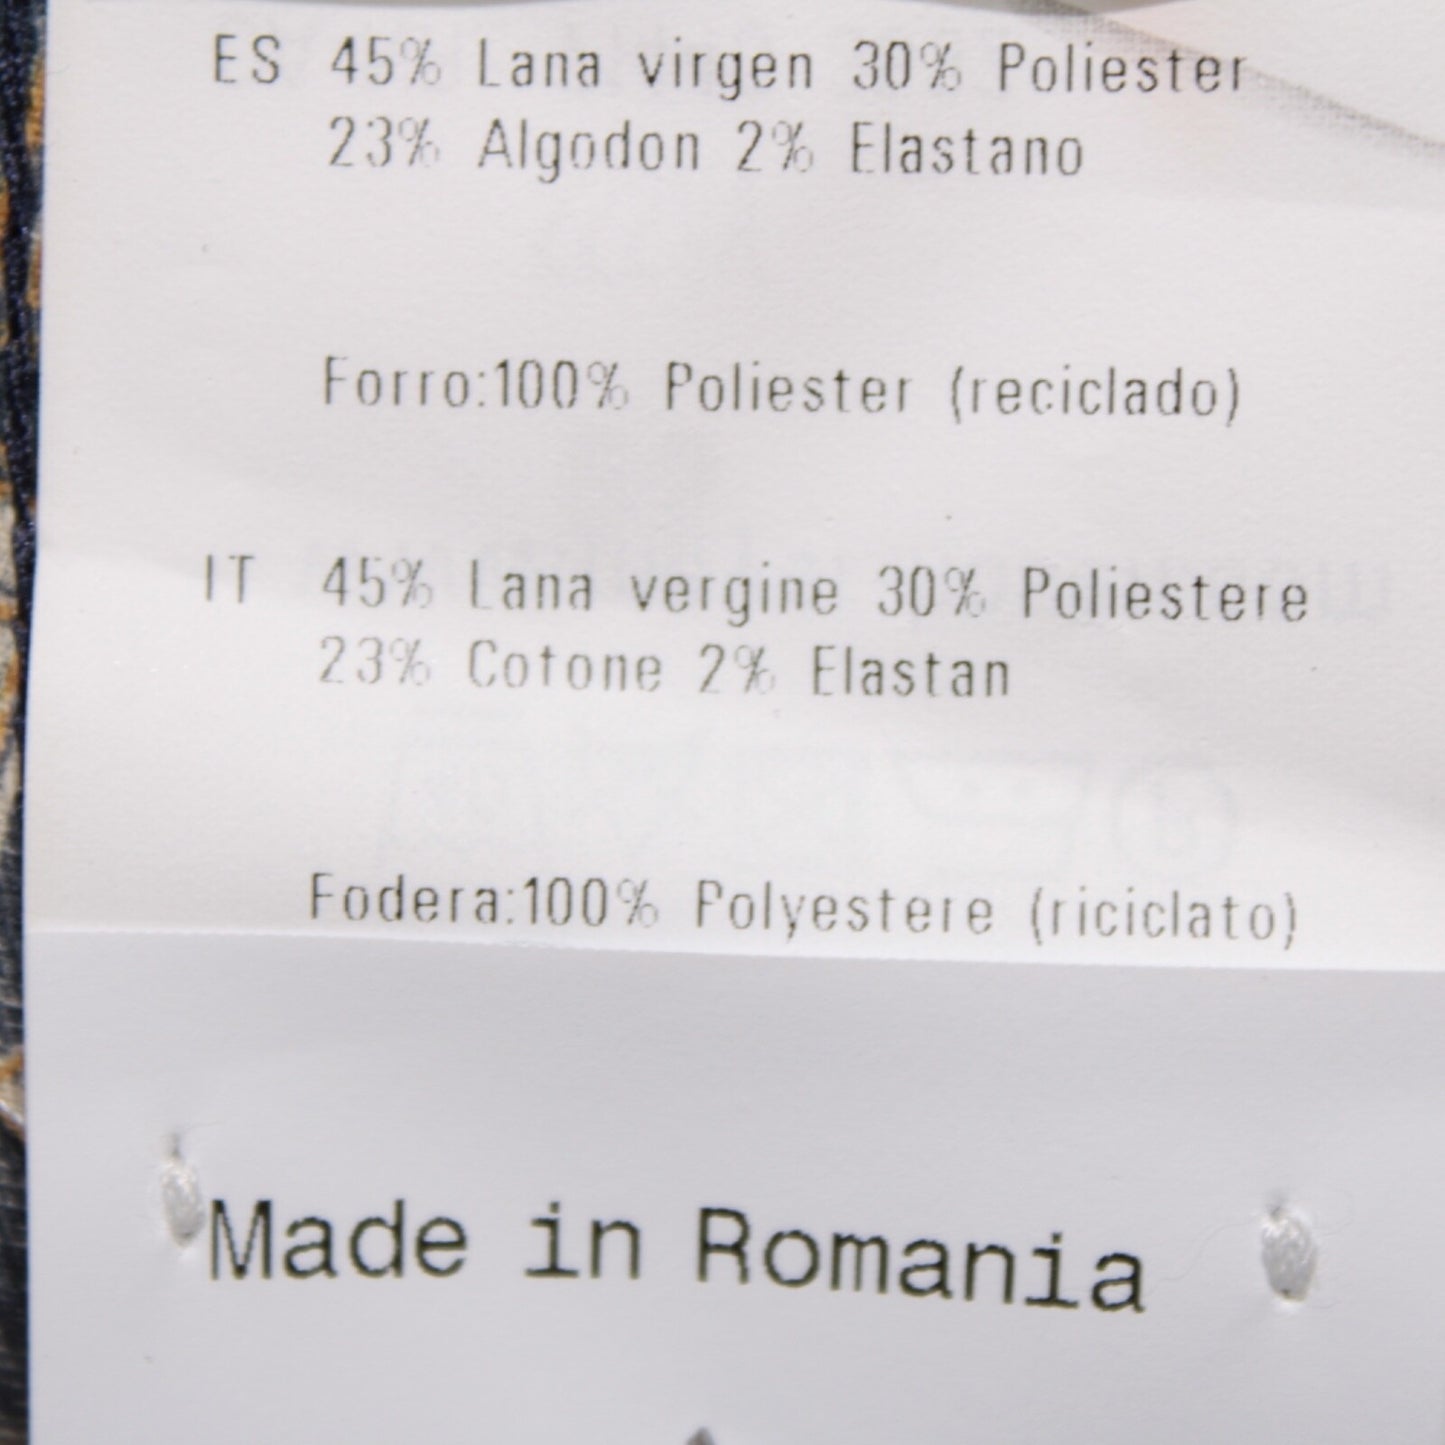 ES 45% Lana virgen 30% Poliester
23% Algodon 2% Elastano
Forro:100% Poliester (reciclado)
IT 45% Lana vergine 30% Poliestere
23% Cotone 2% Elastan
Fodera:100% Polyestere (riciclato)
Made in Romania